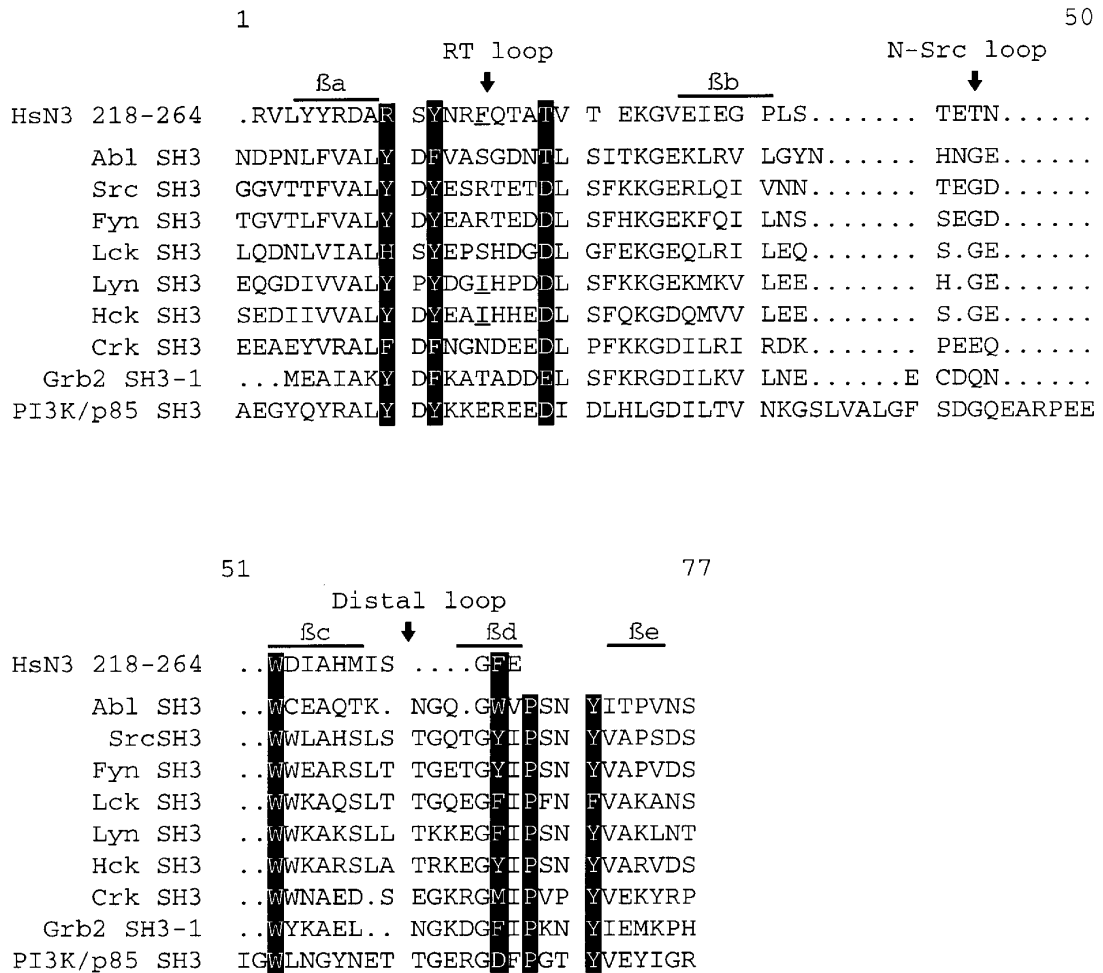 1 50
RT loop N-Src loop
ßa ßb
HsN3 218-264 .RVLYYRDAR SYNRFQTATV T EKGVEIEG PLS....... TETN......
Abl SH3 NDPNLFVALY DFVASGDNTL SITKGEKLRV LGYN...... HNGE......
Src SH3 GGVTTFVALY DYESRTETDL SFKKGERLQI VNN....... TEGD......
Fyn SH3 TGVTLFVALY DYEARTEDDL SFHKGEKFQI LNS....... SEGD......
Lck SH3 LQDNLVIALH SYEPSHDGDL GFEKGEQLRI LEQ....... S.GE......
Lyn SH3 EQGDIVVALY PYDGIHPDDL SFKKGEKMKV LEE....... H.GE......
Hck SH3 SEDIIVVALY DYEAIHHEDL SFQKGDQMVV LEE....... S.GE......
Crk SH3 EEAEYVRALF DFNGNDEEDL PFKKGDILRI RDK....... PEEQ......
Grb2 SH3-1 ...MEAIAKY DFKATADDEL SFKRGDILKV LNE......E CDQN......
PI3K/p85 SH3 AEGYQYRALY DYKKEREEDI DLHLGDILTV NKGSLVALGF SDGQEARPEE
51 77
Distal loop
ßc ßd ße
HsN3 218-264 ..WDIAHMIS ....GFE
Abl SH3 ..WCEAQTK. NGQ.GWVPSN YITPVNS
SrcSH3 ..WWLAHSLS TGQTGYIPSN YVAPSDS
Fyn SH3 ..WWEARSLT TGETGYIPSN YVAPVDS
Lck SH3 ..WWKAQSLT TGQEGFIPFN FVAKANS
Lyn SH3 ..WWKAKSLL TKKEGFIPSN YVAKLNT
Hck SH3 ..WWKARSLA TRKEGYIPSN YVARVDS
Crk SH3 ..WWNAED.S EGKRGMIPVP YVEKYRP
Grb2 SH3-1 ..WYKAEL.. NGKDGFIPKN YIEMKPH
PI3K/p85 SH3 IGWLNGYNET TGERGDFPGT YVEYIGR